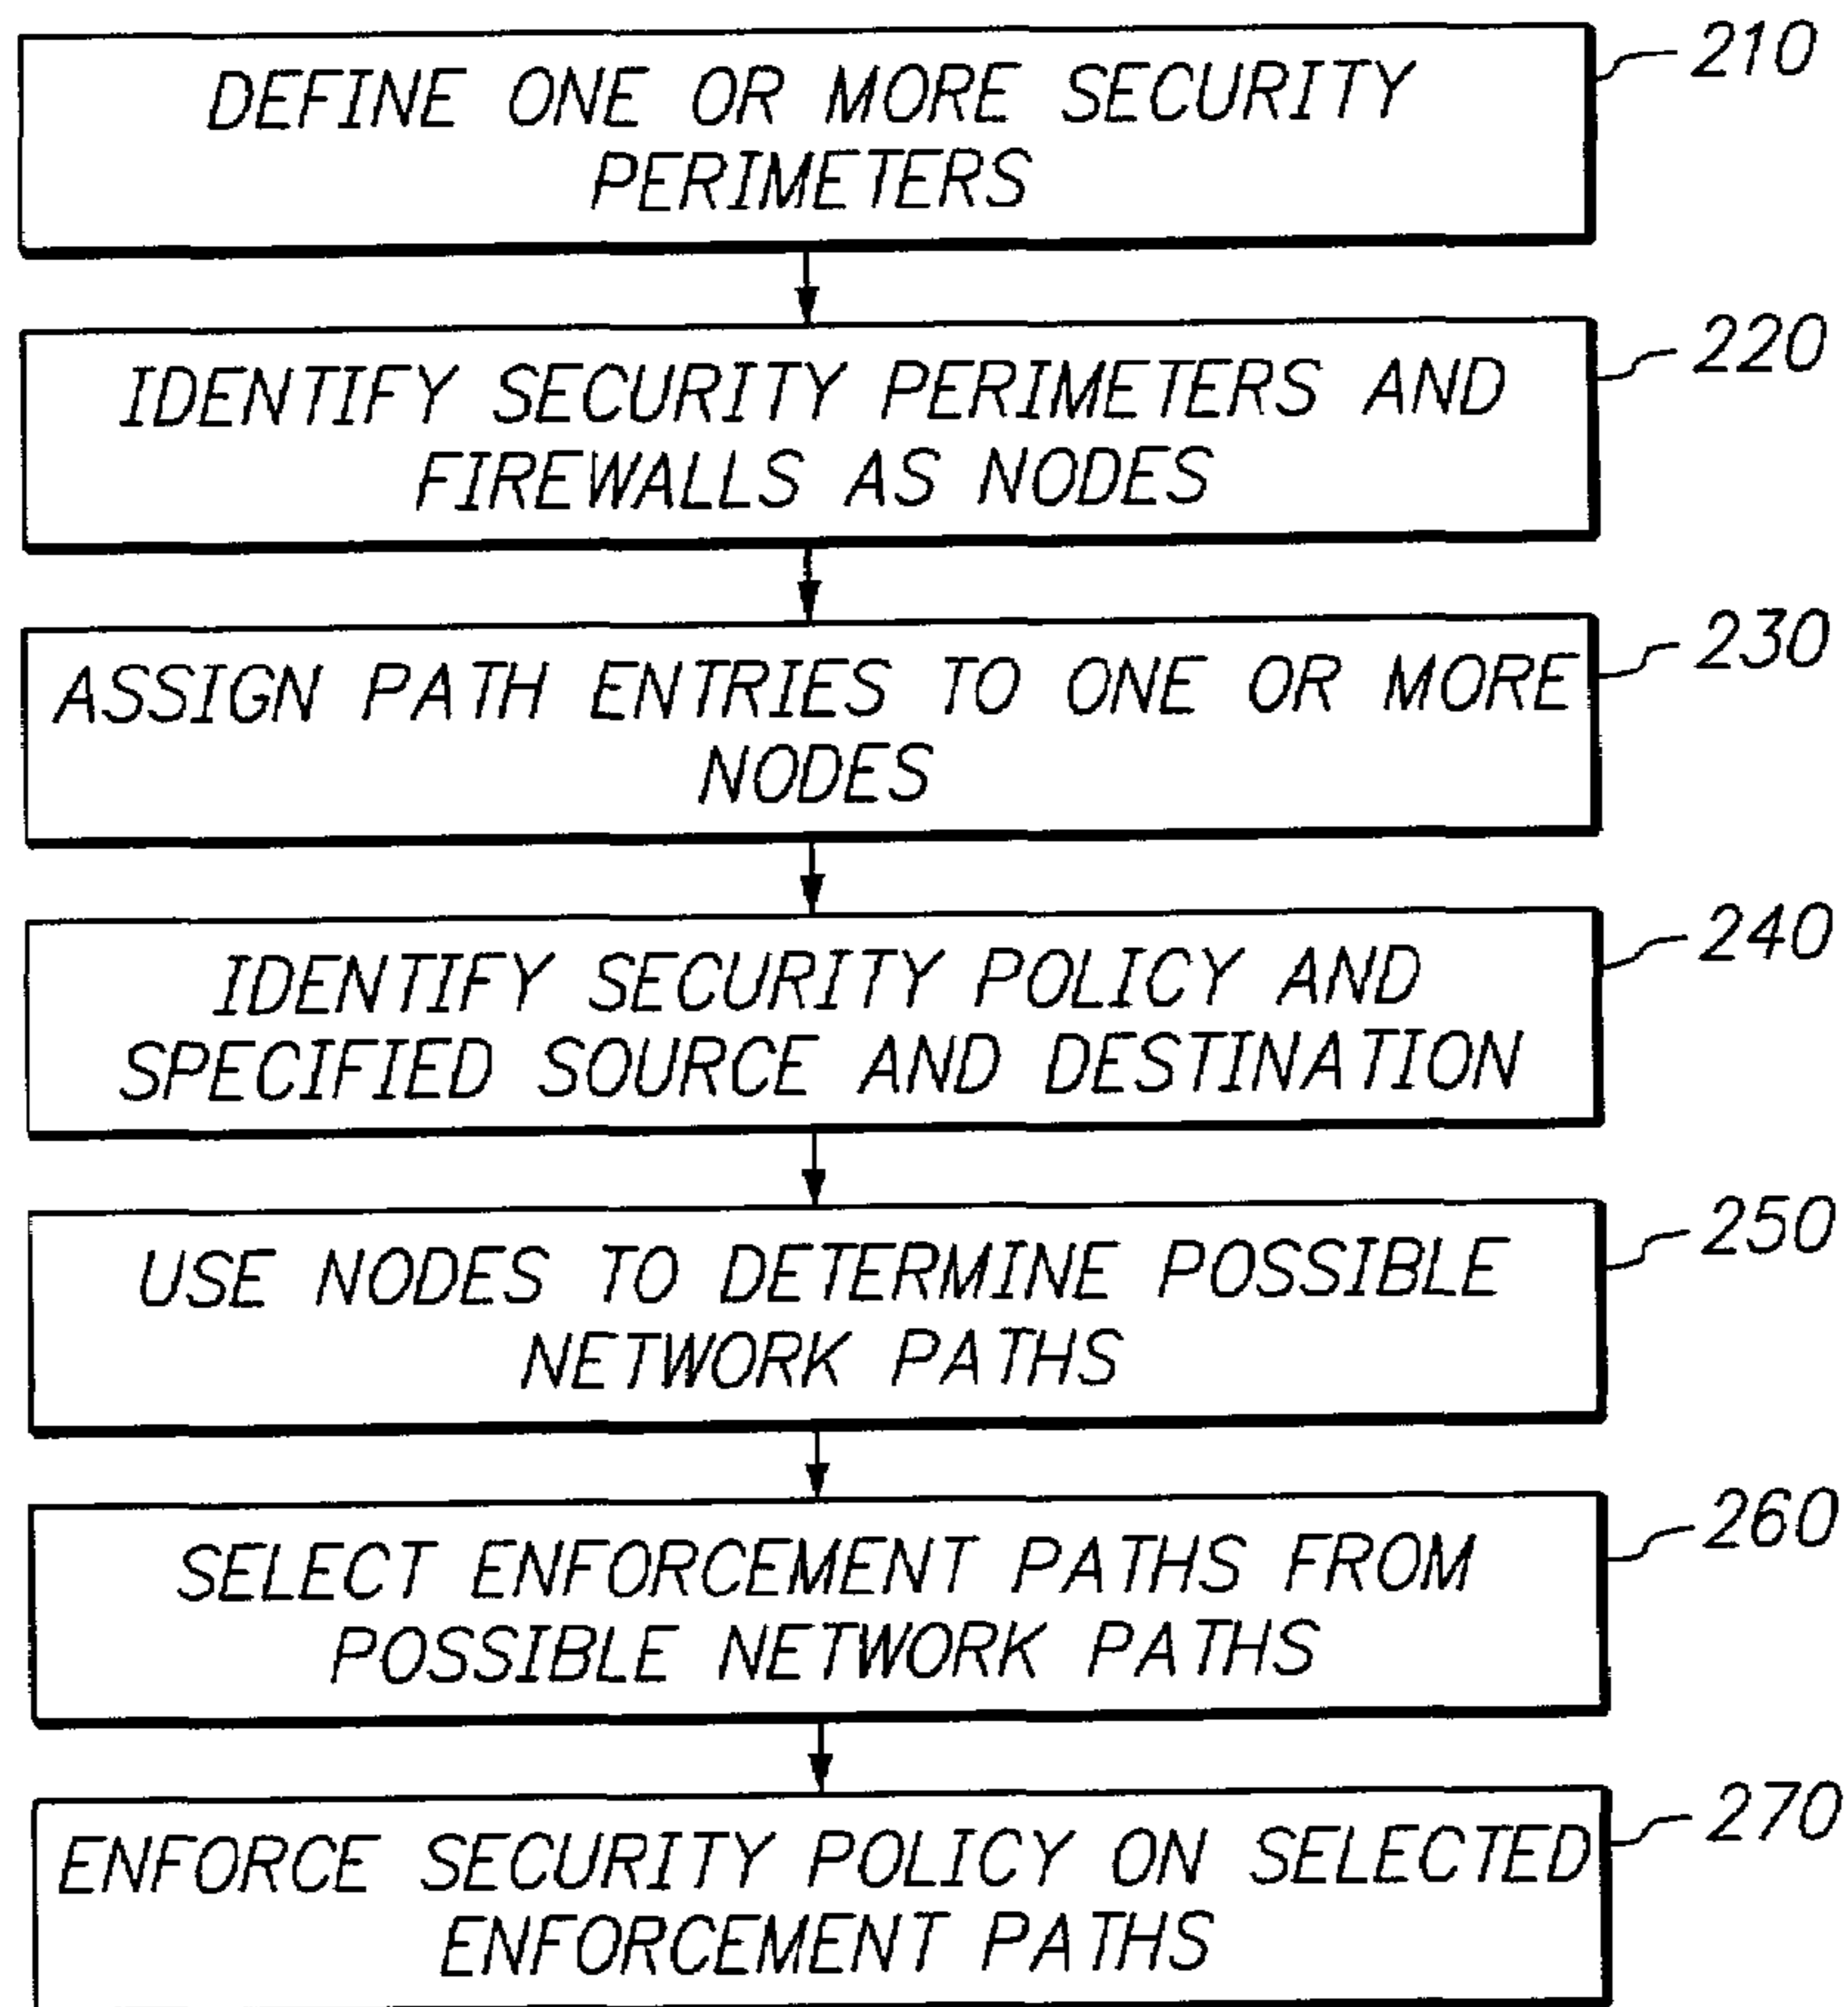 DEFINE ONE OR MORE SECURITY
PERIMETERS
210
IDENTIFY SECURITY PERIMETERS AND
FIREWALLS AS NODES
220
ASSIGN PATH ENTRIES TO ONE OR MORE
NODES
230
IDENTIFY SECURITY POLICY AND
SPECIFIED SOURCE AND DESTINATION
240
USE NODES TO DETERMINE POSSIBLE
NETWORK PATHS
250
SELECT ENFORCEMENT PATHS FROM
POSSIBLE NETWORK PATHS
260
ENFORCE SECURITY POLICY ON SELECTED
ENFORCEMENT PATHS
270